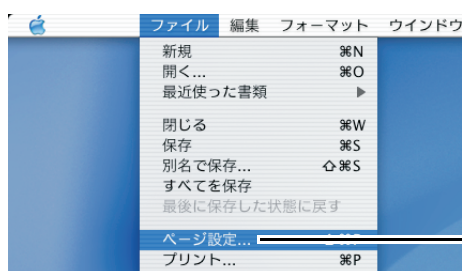 ファイル 編集 フォーマット ウインドウ
新規 ⌘N
開く... ⌘O
最近使った書類 ▶
閉じる ⌘W
保存 ⌘S
別名で保存... ⇧⌘S
すべてを保存
最後に保存した状態に戻す
ページ設定...
プリント... ⌘P